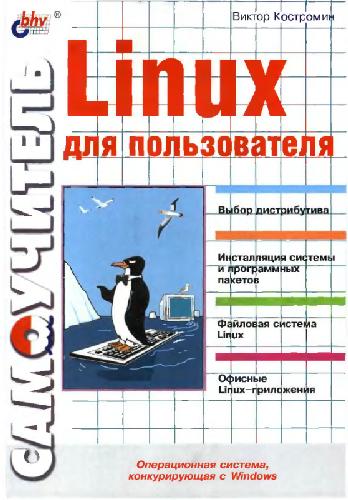 bhv®
Виктор Костромин
САМОУЧИТЕЛЬ
Linux
для пользователя
Выбор дистрибутива
Инсталляция системы
и программных
пакетов
Файловая система
Linux
Офисные
Linux-приложения
Операционная система,
конкурирующая с Windows